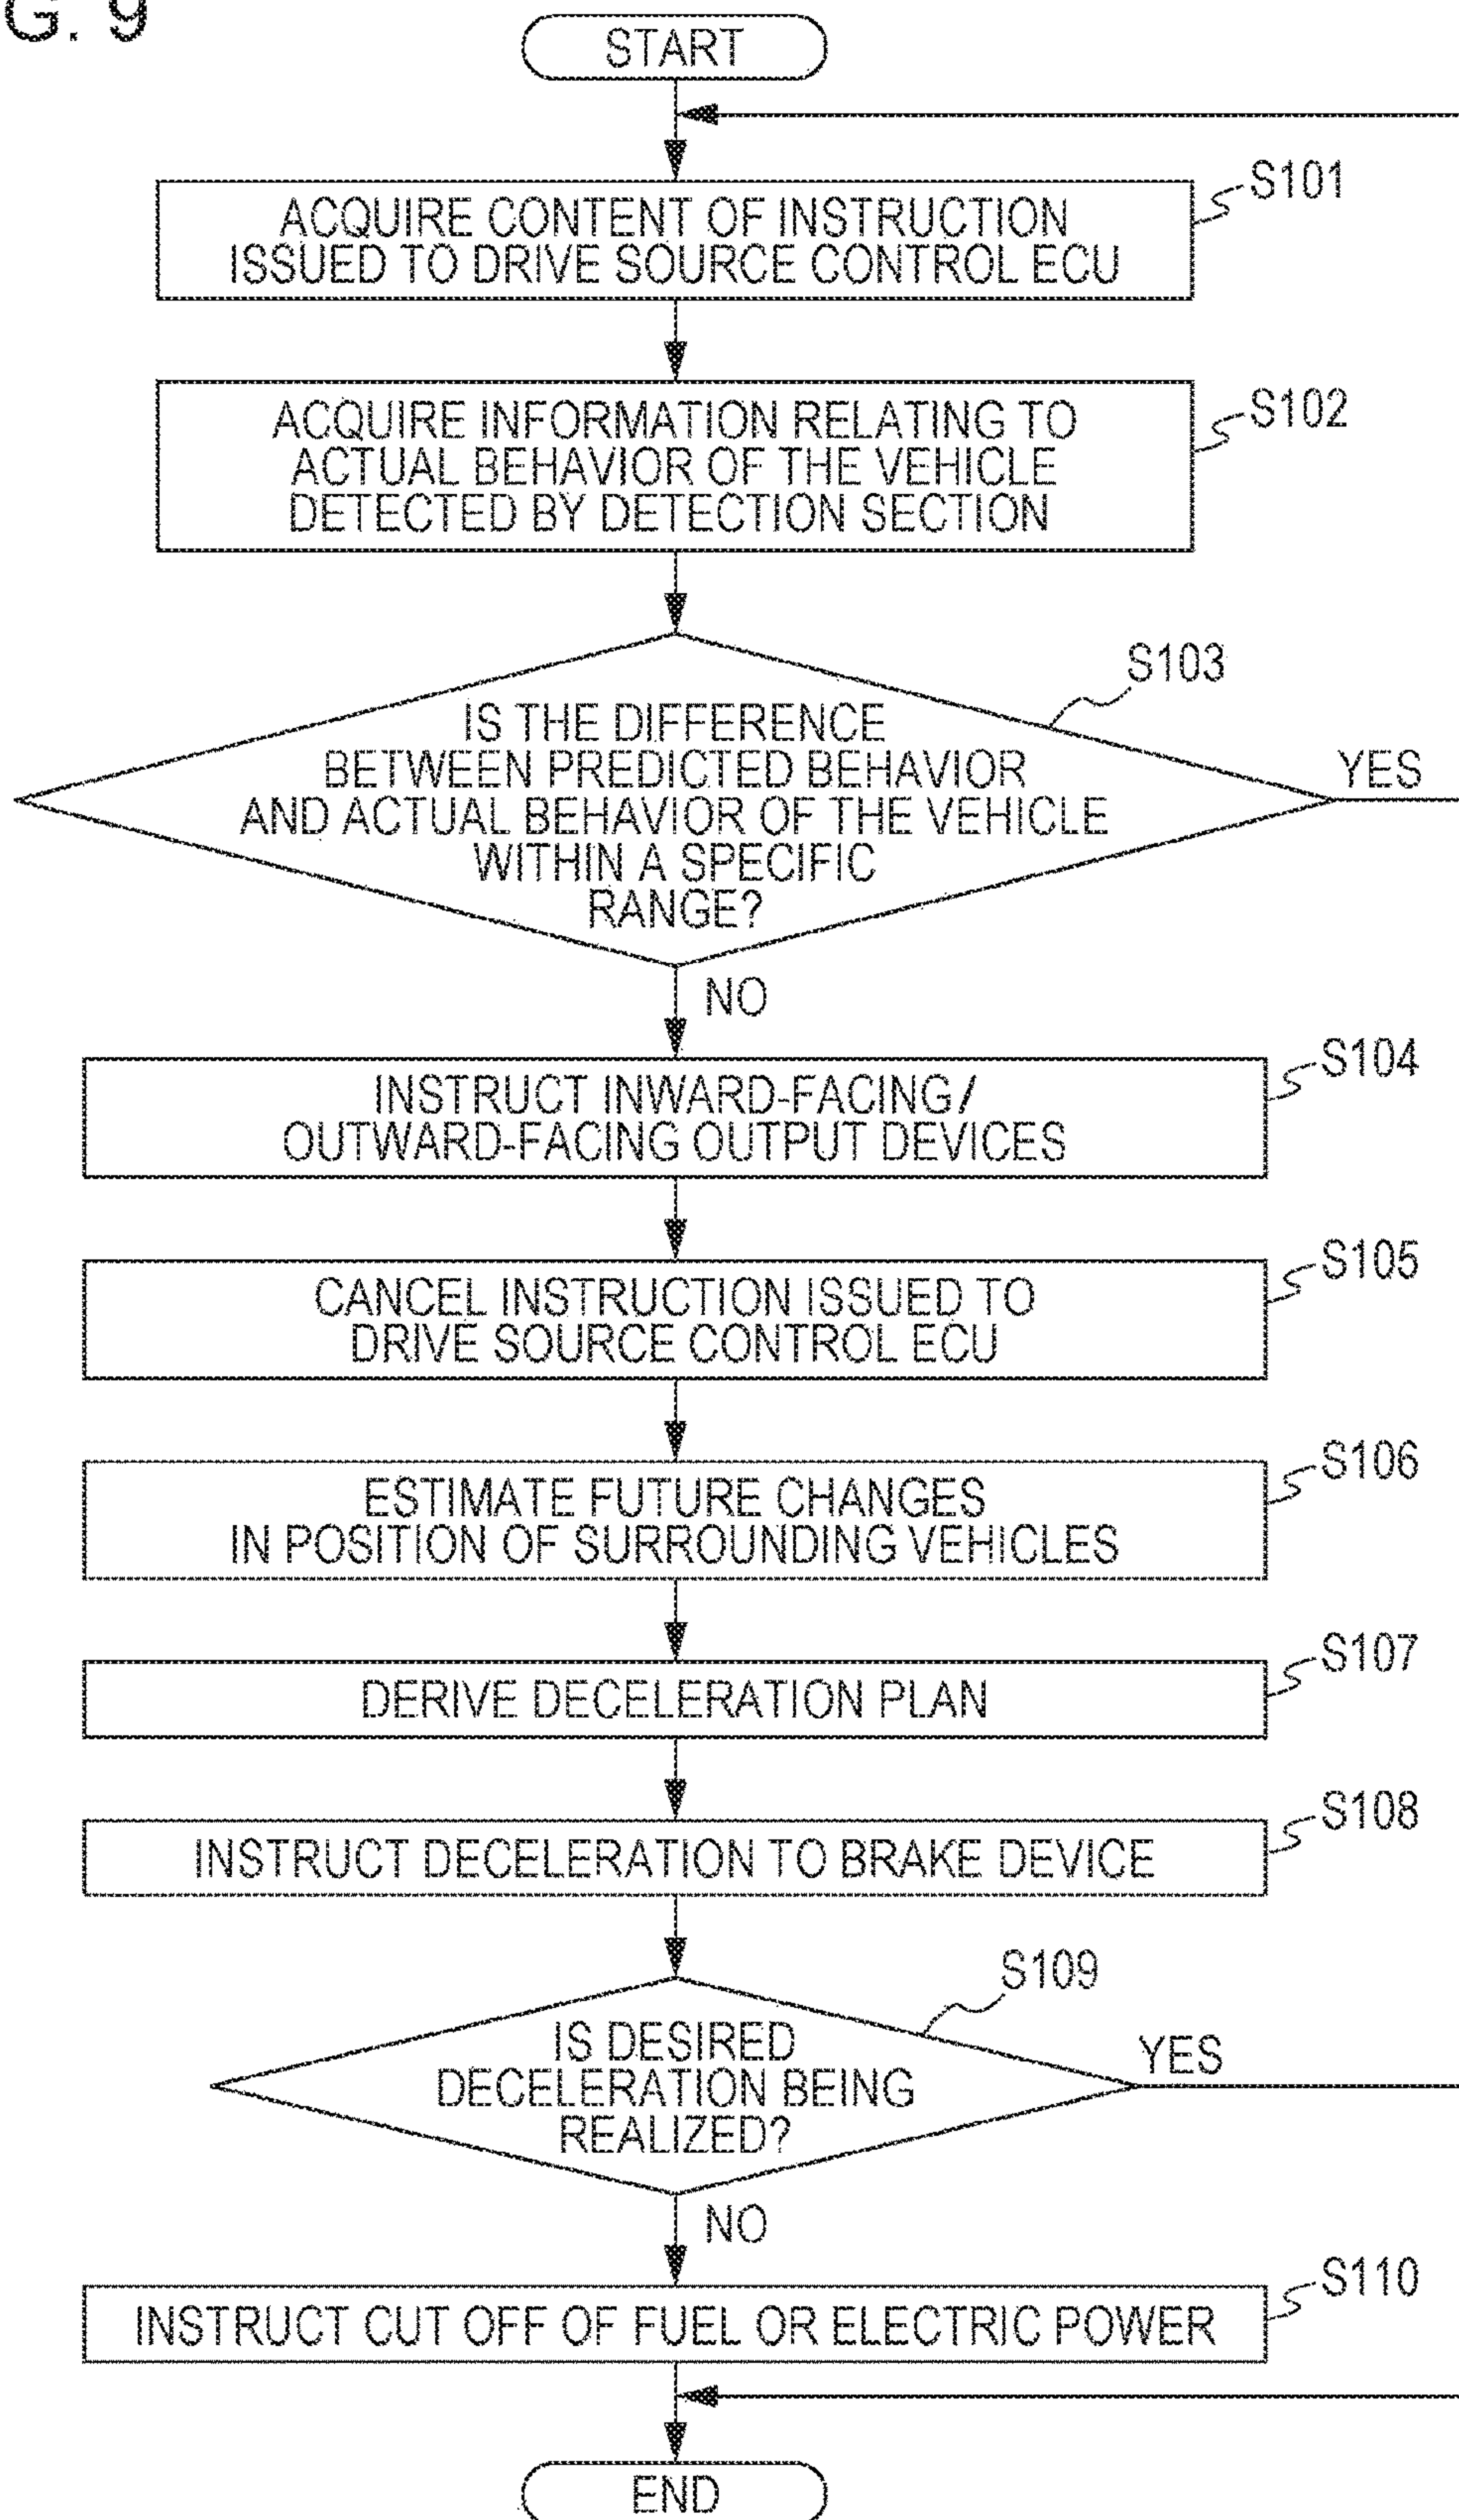 G. 9
START
S101
ACQUIRE CONTENT OF INSTRUCTION
ISSUED TO DRIVE SOURCE CONTROL ECU
S102
ACQUIRE INFORMATION RELATING TO
ACTUAL BEHAVIOR OF THE VEHICLE
DETECTED BY DETECTION SECTION
S103
IS THE DIFFERENCE
BETWEEN PREDICTED BEHAVIOR
AND ACTUAL BEHAVIOR OF THE VEHICLE
WITHIN A SPECIFIC
RANGE?
YES
NO
S104
INSTRUCT INWARD-FACING/
OUTWARD-FACING OUTPUT DEVICES
S105
CANCEL INSTRUCTION ISSUED TO
DRIVE SOURCE CONTROL ECU
S106
ESTIMATE FUTURE CHANGES
IN POSITION OF SURROUNDING VEHICLES
S107
DERIVE DECELERATION PLAN
S108
INSTRUCT DECELERATION TO BRAKE DEVICE
S109
IS DESIRED
DECELERATION BEING
REALIZED?
YES
NO
S110
INSTRUCT CUT OFF OF FUEL OR ELECTRIC POWER
END